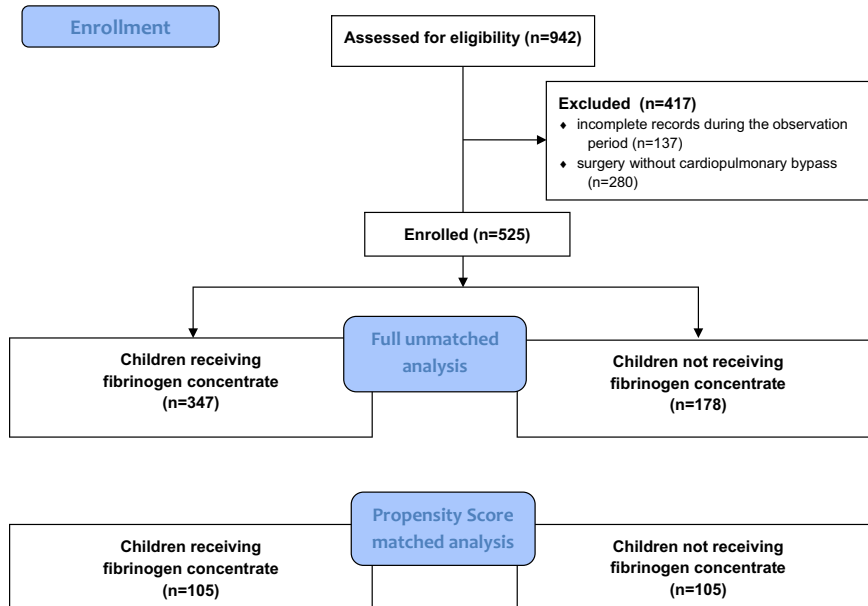 Enrollment
Assessed for eligibility (n=942)
Excluded (n=417)
♦ incomplete records during the observation
period (n=137)
♦ surgery without cardiopulmonary bypass
(n=280)
Enrolled (n=525)
Full unmatched
analysis
Children receiving
fibrinogen concentrate
(n=347)
Children not receiving
fibrinogen concentrate
(n=178)
Propensity Score
matched analysis
Children receiving
fibrinogen concentrate
(n=105)
Children not receiving
fibrinogen concentrate
(n=105)